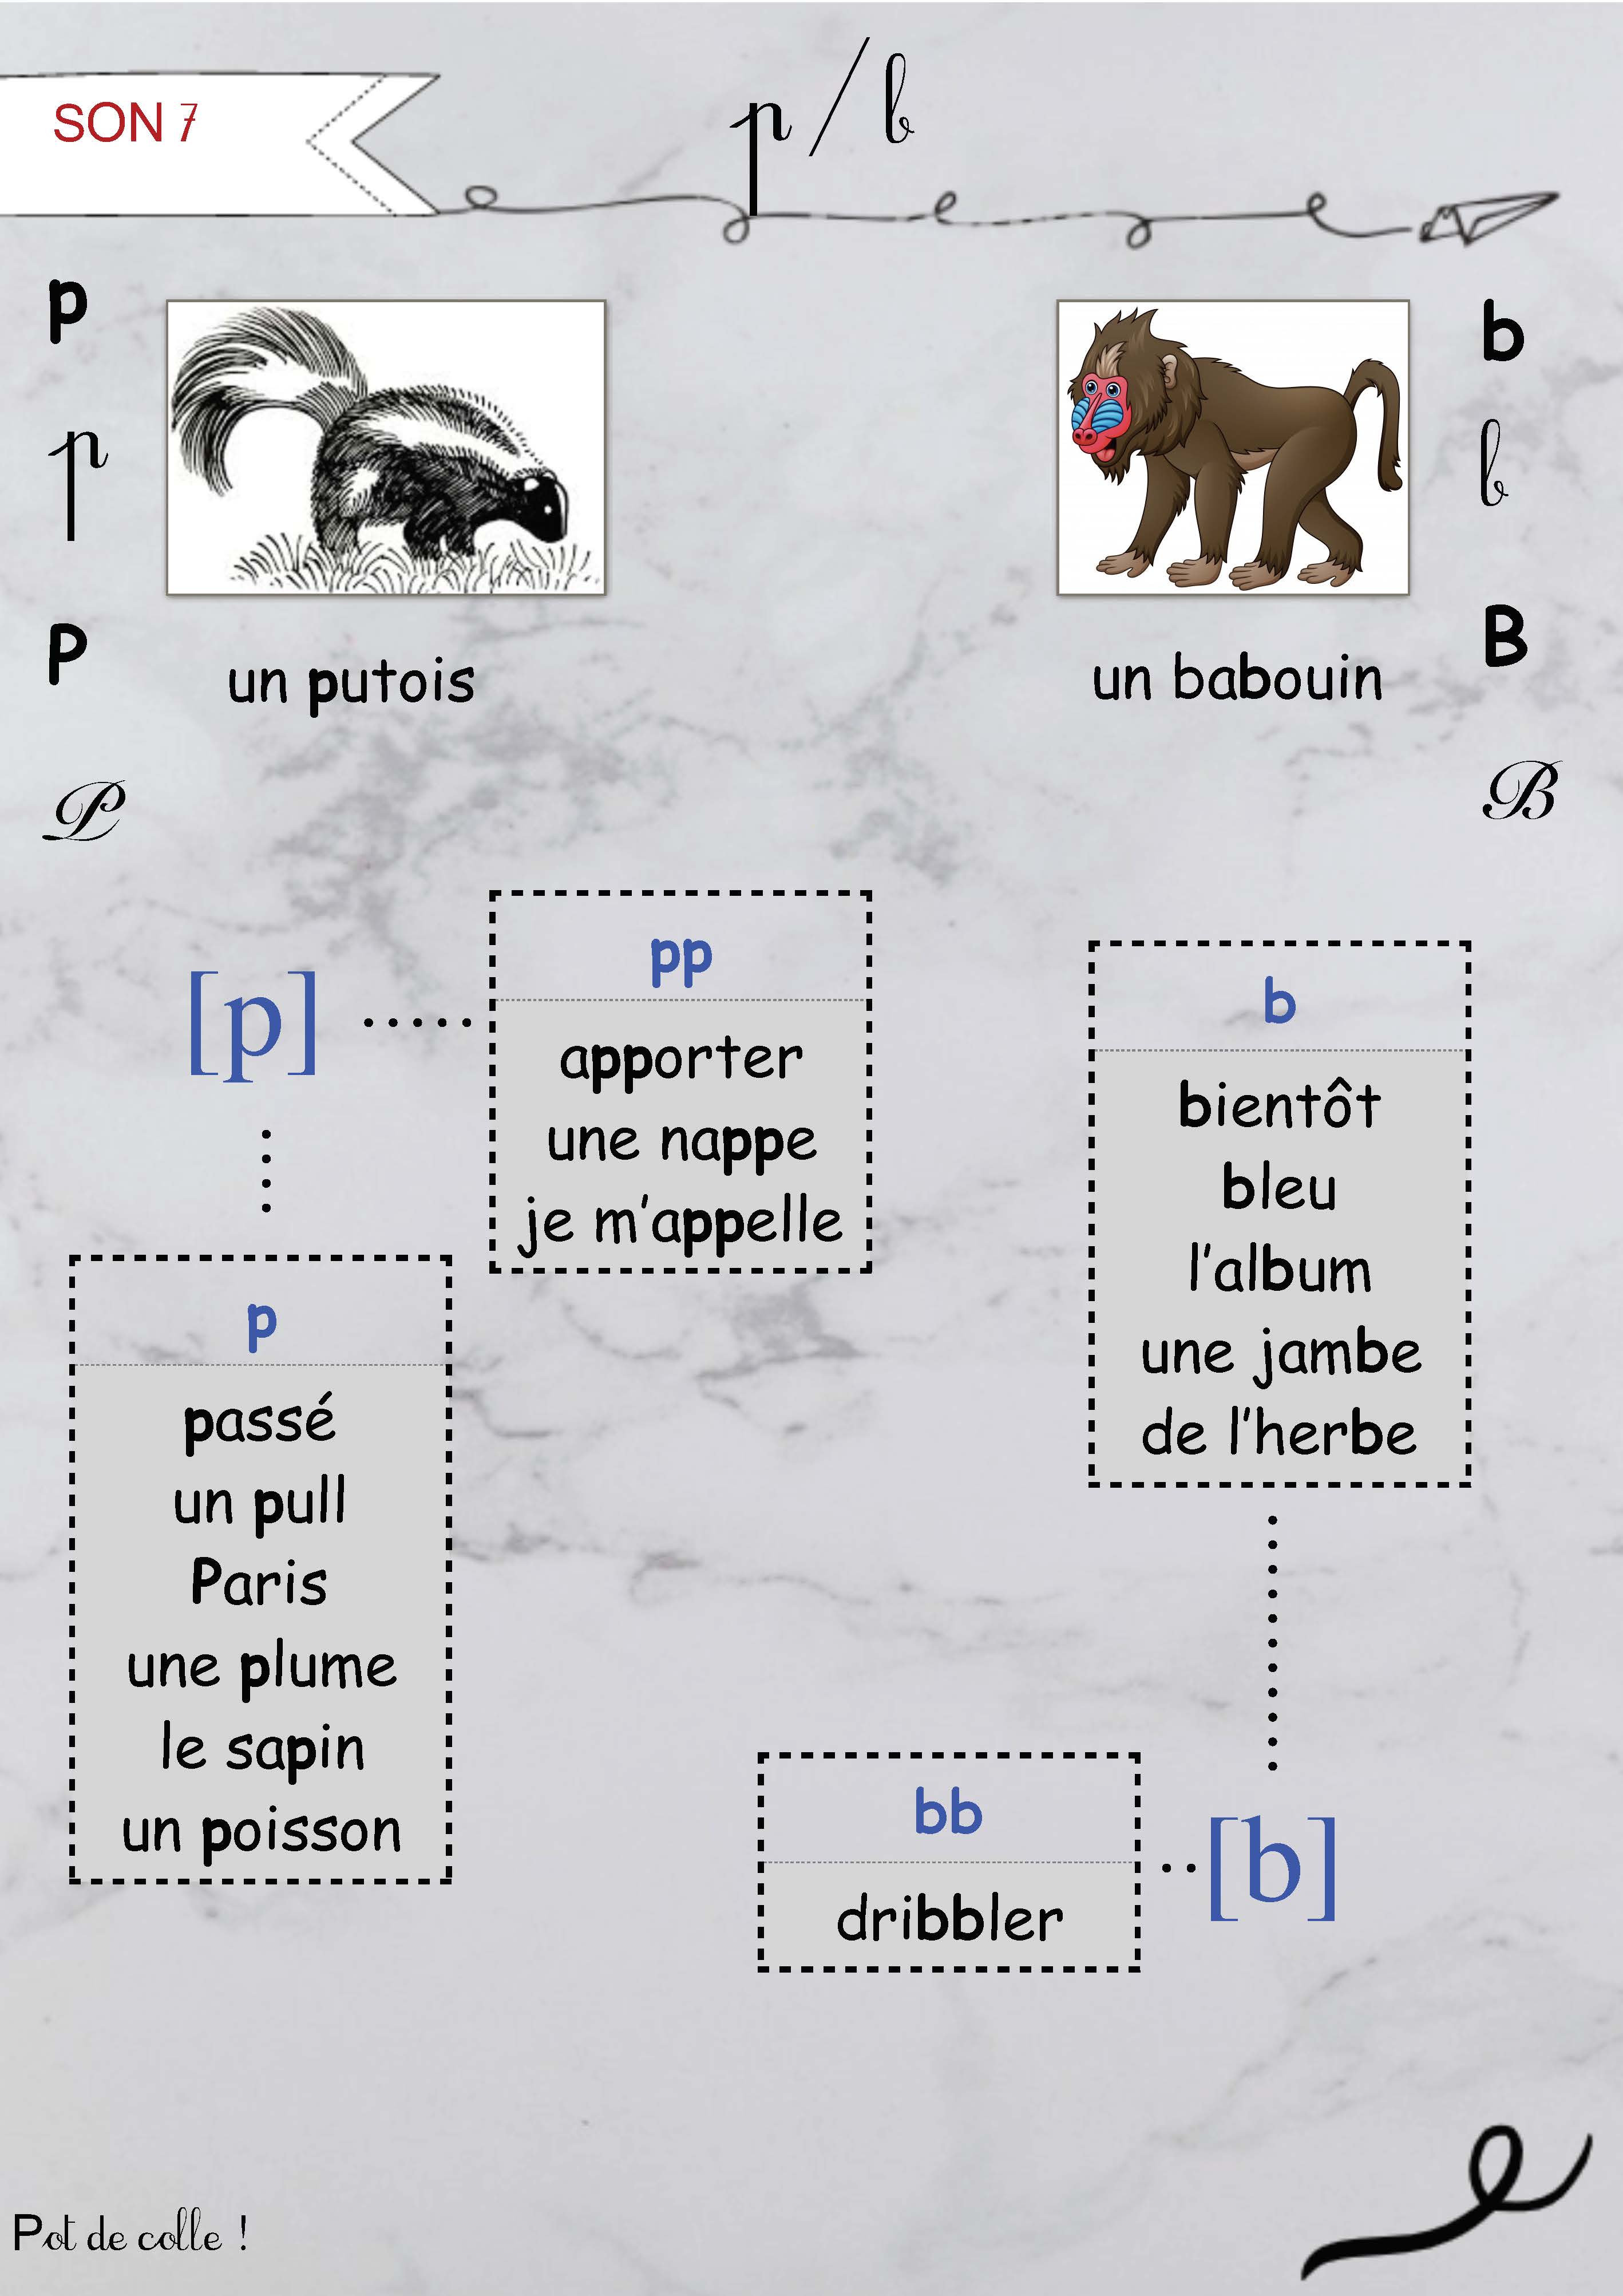 SON 7
p/b
p
p
P
P
un putois
b
b
B
B
un babouin
[p]
pp
apporter
une nappe
je m'appelle
p
passé
un pull
Paris
une plume
le sapin
un poisson
b
bientôt
bleu
l'album
une jambe
de l'herbe
bb
dribbler
[b]
Pot de colle !